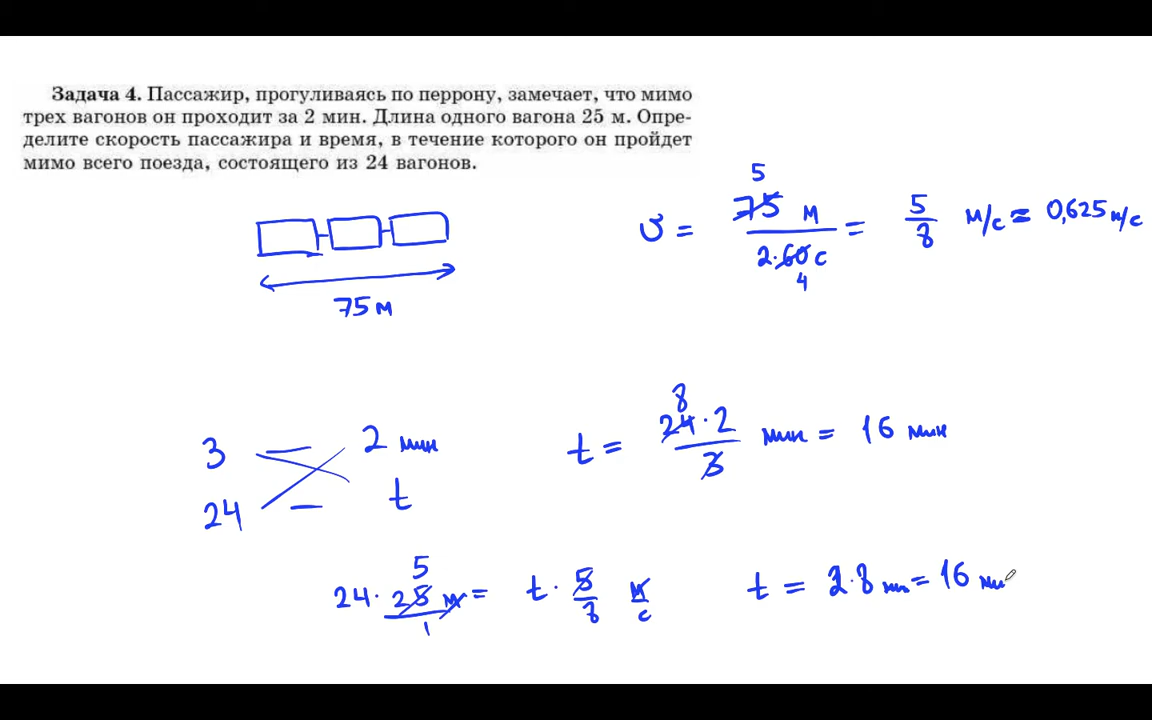 Задача 4. Пассажир, прогуливаясь по перрону, замечает, что мимо
трех вагонов он проходит за 2 мин. Длина одного вагона 25 м. Опре-
делите скорость пассажира и время, в течение которого он пройдет
мимо всего поезда, состоящего из 24 вагонов.
5
υ = 75 м / 2·60 с = 5/8 м/с = 0,625 м/с
4
75 м
8
3 — 2 мин t = 24·2 / 3 мин = 16 мин
24 — t
5
24 · 25 м / 1 = t · 5/8 м/с t = 2·8 мин = 16 мин